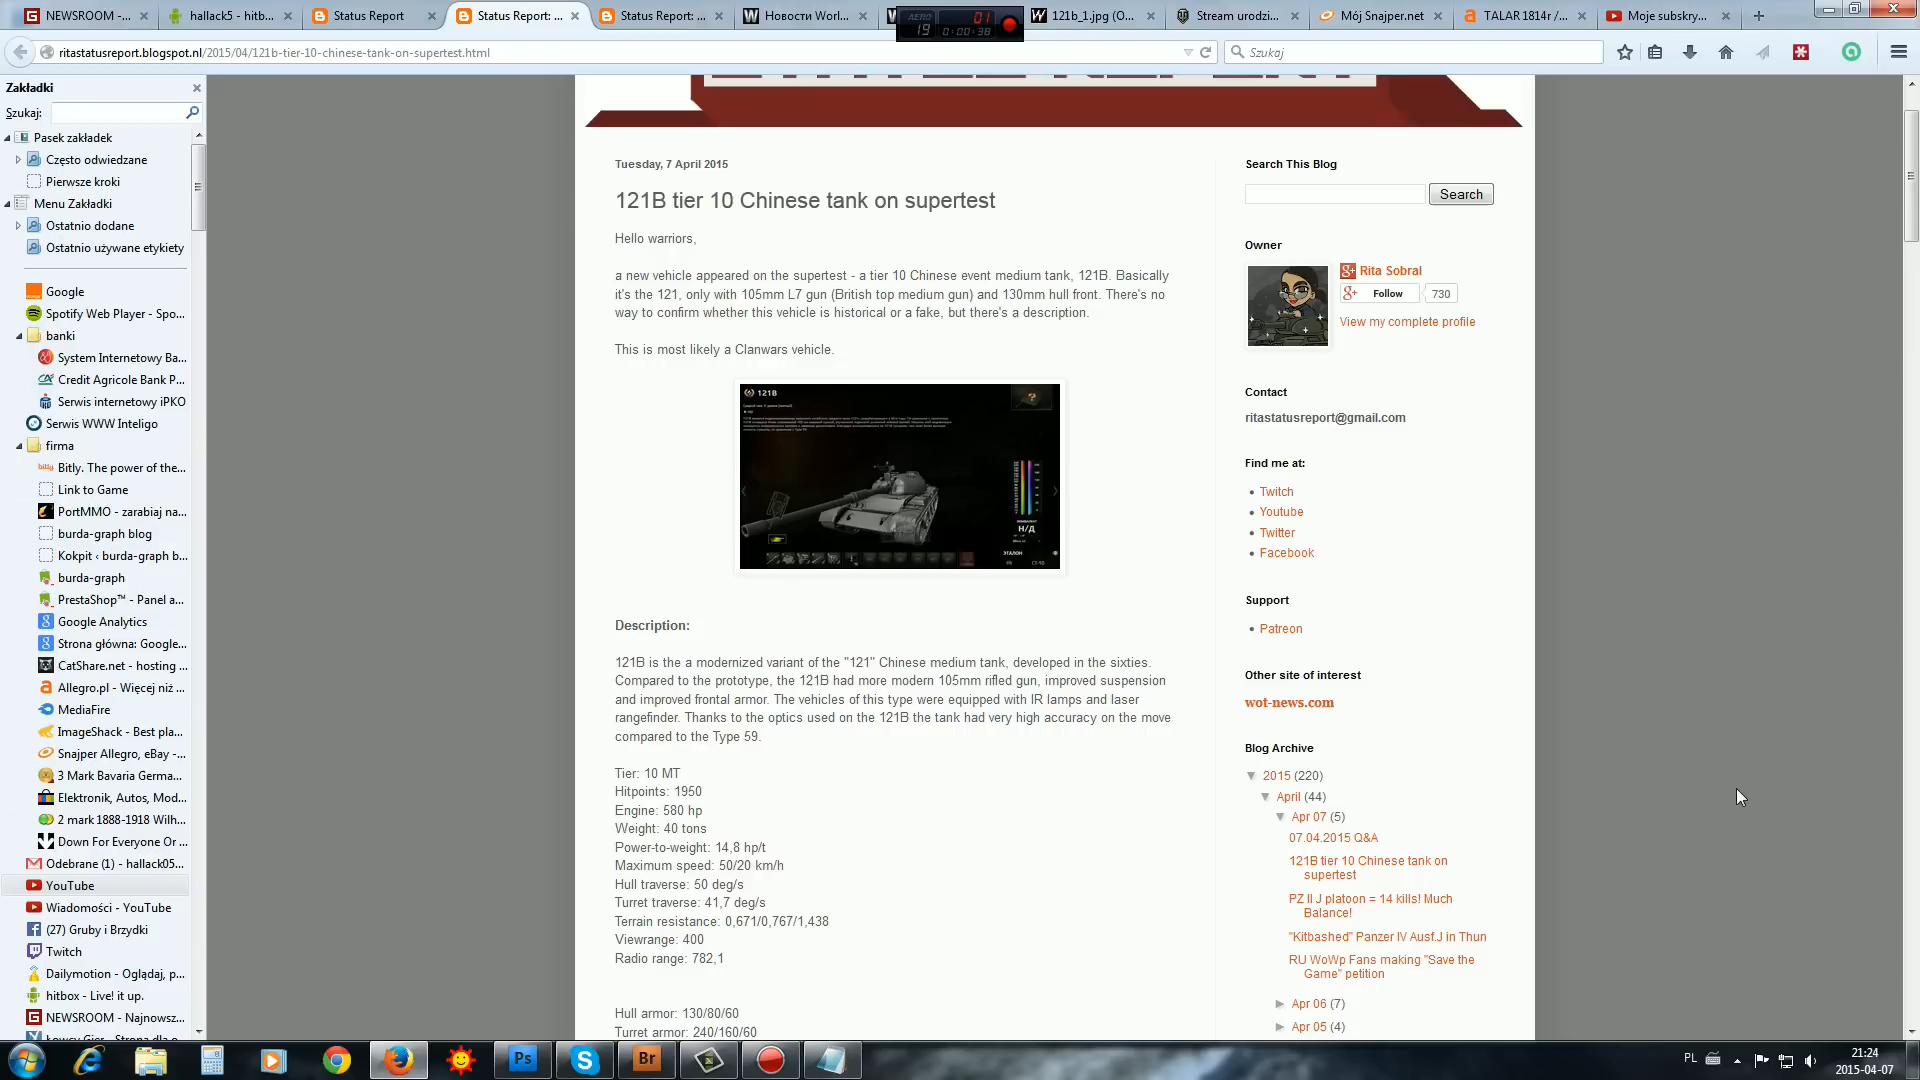 NEWSROOM -...
hallack5 - hitb...
Status Report
Status Report: ...
Status Report: ...
Новости Worl...
121b_1.jpg (O...
Stream urodzi...
Mój Snajper.net
TALAR 1814r /...
Moje subskry...
AERO
19
01
0:00:38
ritastatusreport.blogspot.nl/2015/04/121b-tier-10-chinese-tank-on-supertest.html
Szukaj
Zakładki
Szukaj:
Pasek zakładek
Często odwiedzane
Pierwsze kroki
Menu Zakładki
Ostatnio dodane
Ostatnio używane etykiety
Google
Spotify Web Player - Spo...
banki
System Internetowy Ba...
Credit Agricole Bank P...
Serwis internetowy iPKO
Serwis WWW Inteligo
firma
Bitly. The power of the...
Link to Game
PortMMO - zarabiaj na...
burda-graph blog
Kokpit ‹ burda-graph b...
burda-graph
PrestaShop™ - Panel a...
Google Analytics
Strona główna: Google...
CatShare.net - hosting ...
Allegro.pl - Więcej niż ...
MediaFire
ImageShack - Best pla...
Snajper Allegro, eBay -...
3 Mark Bavaria Germa...
Elektronik, Autos, Mod...
2 mark 1888-1918 Wilh...
Down For Everyone Or ...
Odebrane (1) - hallack05...
YouTube
Wiadomości - YouTube
(27) Gruby i Brzydki
Twitch
Dailymotion - Oglądaj, p...
hitbox - Live! it up.
NEWSROOM - Najnowsz...
Tuesday, 7 April 2015
121B tier 10 Chinese tank on supertest
Hello warriors,
a new vehicle appeared on the supertest - a tier 10 Chinese event medium tank, 121B. Basically
it's the 121, only with 105mm L7 gun (British top medium gun) and 130mm hull front. There's no
way to confirm whether this vehicle is historical or a fake, but there's a description.
This is most likely a Clanwars vehicle.
121B
Н/Д
ЭТАЛОН
Description:
121B is the a modernized variant of the "121" Chinese medium tank, developed in the sixties.
Compared to the prototype, the 121B had more modern 105mm rifled gun, improved suspension
and improved frontal armor. The vehicles of this type were equipped with IR lamps and laser
rangefinder. Thanks to the optics used on the 121B the tank had very high accuracy on the move
compared to the Type 59.
Tier: 10 MT
Hitpoints: 1950
Engine: 580 hp
Weight: 40 tons
Power-to-weight: 14,8 hp/t
Maximum speed: 50/20 km/h
Hull traverse: 50 deg/s
Turret traverse: 41,7 deg/s
Terrain resistance: 0,671/0,767/1,438
Viewrange: 400
Radio range: 782,1
Hull armor: 130/80/60
Turret armor: 240/160/60
Search This Blog
Search
Owner
Rita Sobral
Follow
730
View my complete profile
Contact
ritastatusreport@gmail.com
Find me at:
Twitch
Youtube
Twitter
Facebook
Support
Patreon
Other site of interest
wot-news.com
Blog Archive
▼ 2015 (220)
▼ April (44)
▼ Apr 07 (5)
07.04.2015 Q&A
121B tier 10 Chinese tank on
supertest
PZ II J platoon = 14 kills! Much
Balance!
"Kitbashed" Panzer IV Ausf.J in Thun
RU WoWp Fans making "Save the
Game" petition
► Apr 06 (7)
► Apr 05 (4)
Ps
Br
PL
21:24
2015-04-07